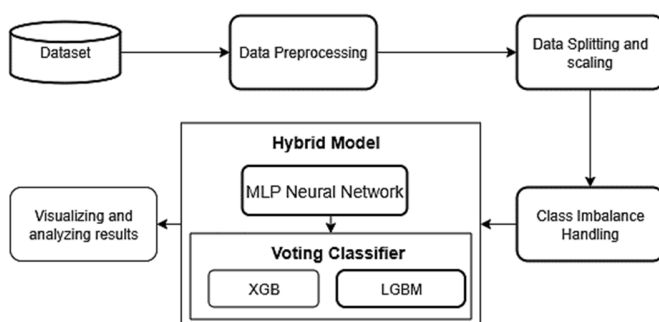 Dataset
Data Preprocessing
Data Splitting and
scaling
Class Imbalance
Handling
Hybrid Model
MLP Neural Network
Voting Classifier
XGB
LGBM
Visualizing and
analyzing results